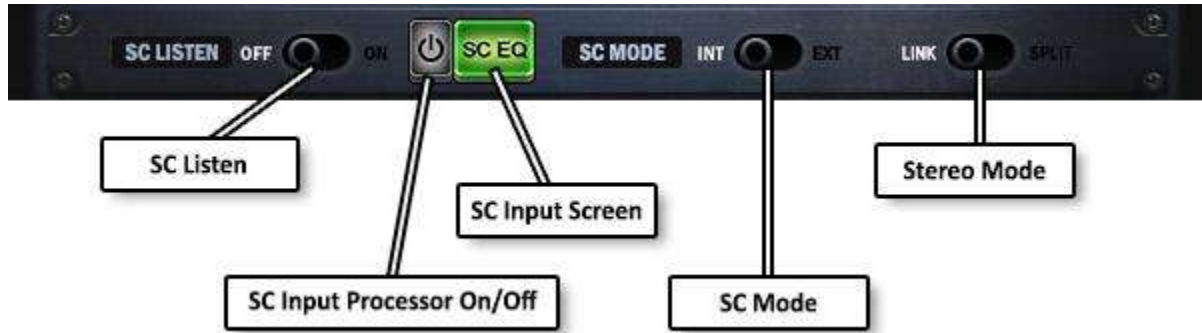 SC LISTEN OFF ON SC EQ SC MODE INT EXT LINK SPLIT
SC Listen
Stereo Mode
SC Input Screen
SC Input Processor On/Off
SC Mode